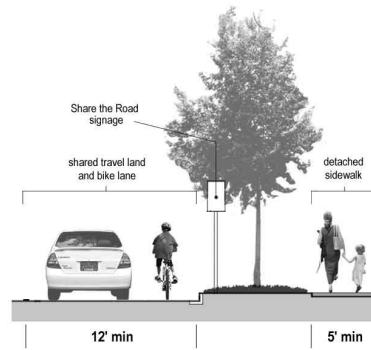 Share the Road
signage
shared travel land
and bike lane
detached
sidewalk
12' min
5' min